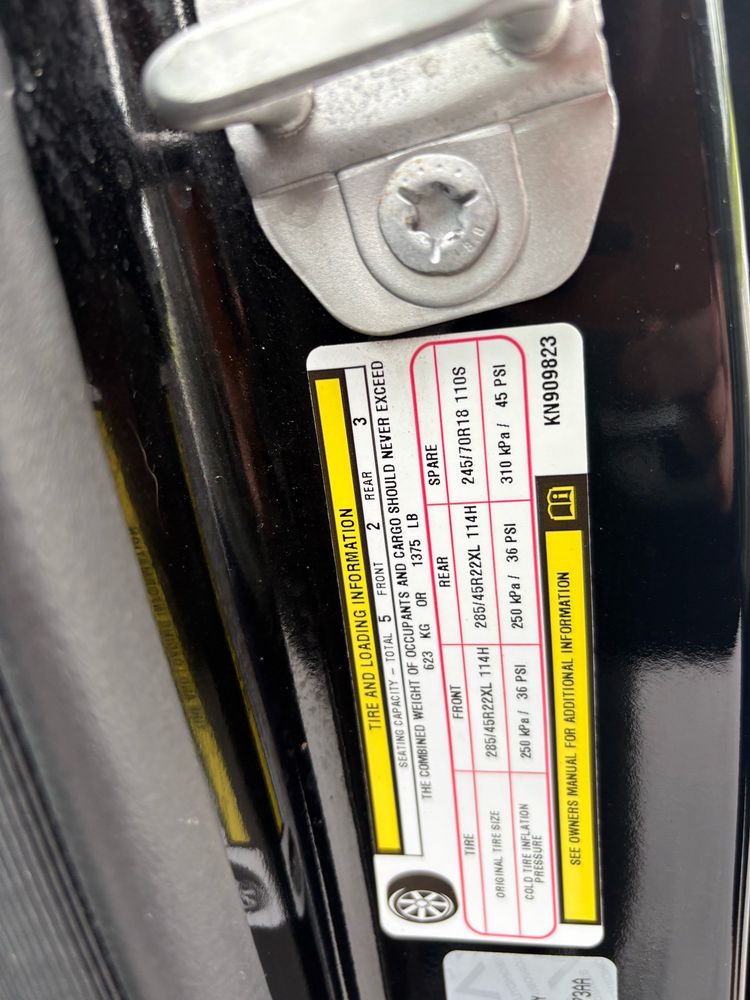 TIRE AND LOADING INFORMATION
SEATING CAPACITY – TOTAL 5 FRONT 2 REAR 3
THE COMBINED WEIGHT OF OCCUPANTS AND CARGO SHOULD NEVER EXCEED
623 KG OR 1375 LB
TIRE FRONT REAR SPARE
ORIGINAL TIRE SIZE 285/45R22XL 114H 285/45R22XL 114H 245/70R18 110S
COLD TIRE INFLATION PRESSURE 250 kPa / 36 PSI 250 kPa / 36 PSI 310 kPa / 45 PSI
SEE OWNERS MANUAL FOR ADDITIONAL INFORMATION
KN909823
73AA